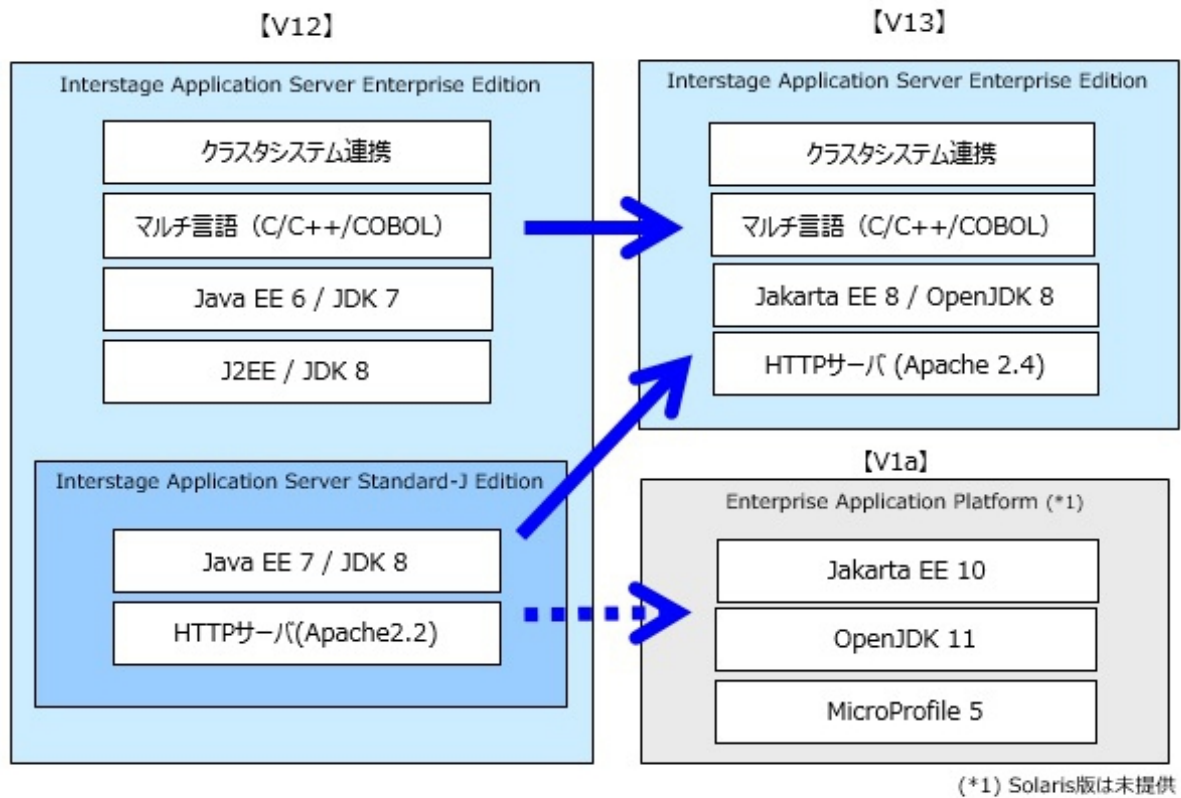 【V12】
Interstage Application Server Enterprise Edition
クラスタシステム連携
マルチ言語（C/C++/COBOL）
Java EE 6 / JDK 7
J2EE / JDK 8
Interstage Application Server Standard-J Edition
Java EE 7 / JDK 8
HTTPサーバ(Apache2.2)
【V13】
Interstage Application Server Enterprise Edition
クラスタシステム連携
マルチ言語（C/C++/COBOL）
Jakarta EE 8 / OpenJDK 8
HTTPサーバ (Apache 2.4)
【V1a】
Enterprise Application Platform (*1)
Jakarta EE 10
OpenJDK 11
MicroProfile 5
(*1) Solaris版は未提供